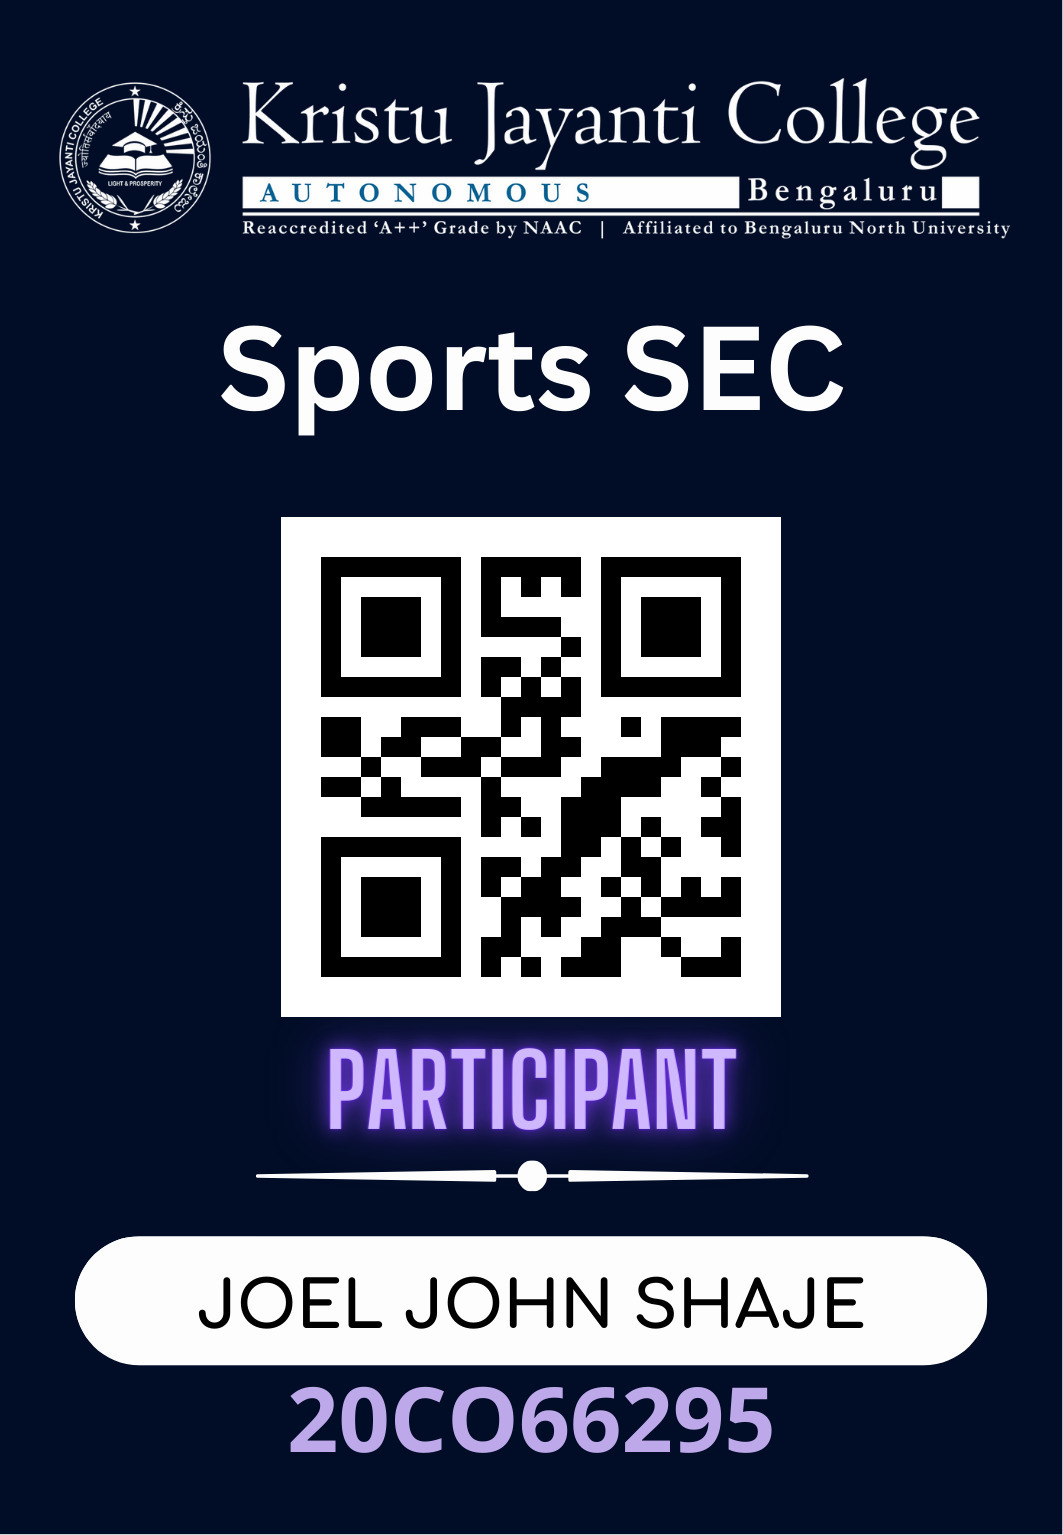 KRISTU JAYANTI COLLEGE
ಕ್ರಿಸ್ತು ಜಯಂತಿ ಕಾಲೇಜು
LIGHT & PROSPERITY
Kristu Jayanti College
AUTONOMOUS Bengaluru
Reaccredited ‘A++’ Grade by NAAC | Affiliated to Bengaluru North University
Sports SEC
PARTICIPANT
JOEL JOHN SHAJE
20CO66295